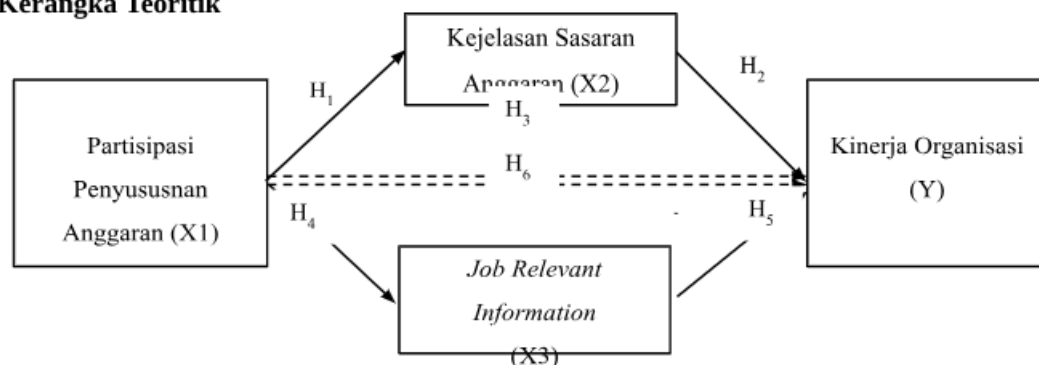 Kerangka Teoritik
Kejelasan Sasaran
Anggaran (X2)
H1
H2
H3
Partisipasi
Penyususnan
Anggaran (X1)
H6
Kinerja Organisasi
(Y)
H4
H5
Job Relevant
Information
(X3)